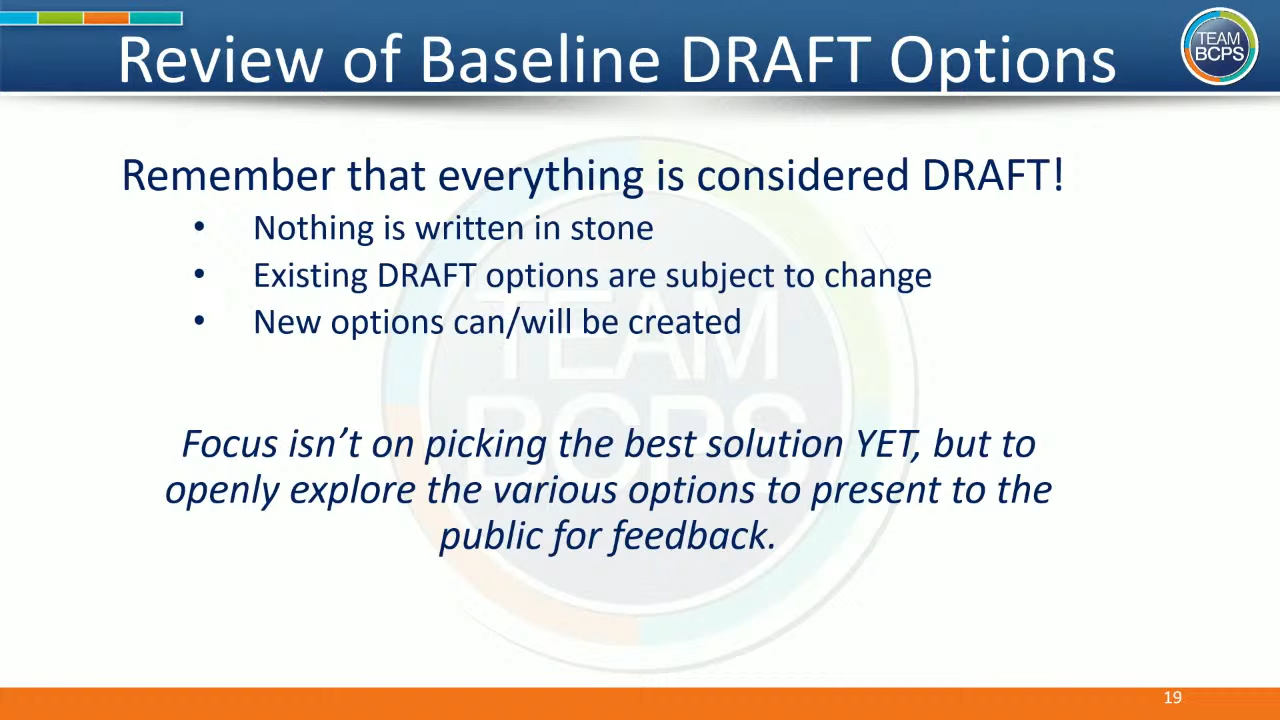 Review of Baseline DRAFT Options
TEAM
BCPS
Remember that everything is considered DRAFT!
• Nothing is written in stone
• Existing DRAFT options are subject to change
• New options can/will be created
TEAM
BCPS
Focus isn’t on picking the best solution YET, but to
openly explore the various options to present to the
public for feedback.
19